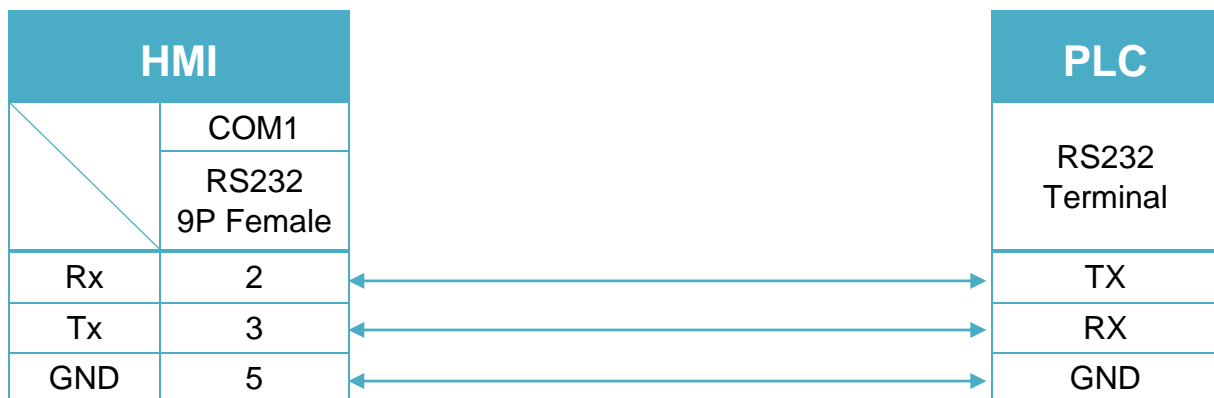 HMI
PLC
COM1
RS232
9P Female
RS232
Terminal
Rx 2 TX
Tx 3 RX
GND 5 GND